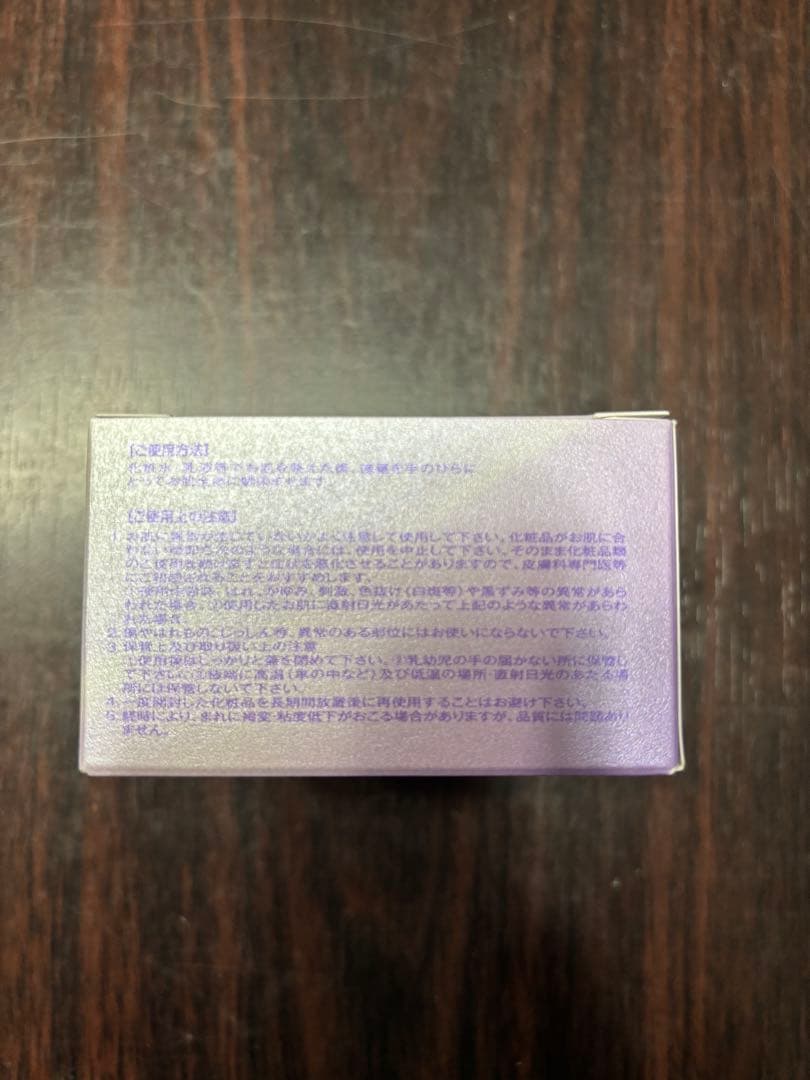 [ご使用方法]
化粧水、乳液等でお肌を整えた後、適量を手のひらに
とってお肌全体に馴染ませます。
[ご使用上の注意]
1. お肌に異常が生じていないかよく注意して使用して下さい。化粧品がお肌に合
わない即ち次のような場合には、使用を中止して下さい。そのまま化粧品類
のご使用を続けますと症状を悪化させることがありますので、皮膚科専門医等
にご相談されることをおすすめします。
①使用中赤味、はれ、かゆみ、刺激、色抜け(白斑等)や黒ずみ等の異常があら
われた場合。②使用したお肌に直射日光があたって上記のような異常があらわ
れた場合。
2. 傷やはれもの、しっしん等、異常のある部位にはお使いにならないで下さい。
3. 保管上及び取り扱い上の注意
①使用後はしっかりと蓋を閉めて下さい。②乳幼児の手の届かない所に保管し
て下さい。③極端に高温(車の中など)及び低温の場所・直射日光のあたる場
所には保管しないで下さい。
4. 一度開封した化粧品を長期間放置後に再使用することはお避け下さい。
5. 経時により、まれに褐変・粘度低下がおこる場合がありますが、品質には問題あり
ません。